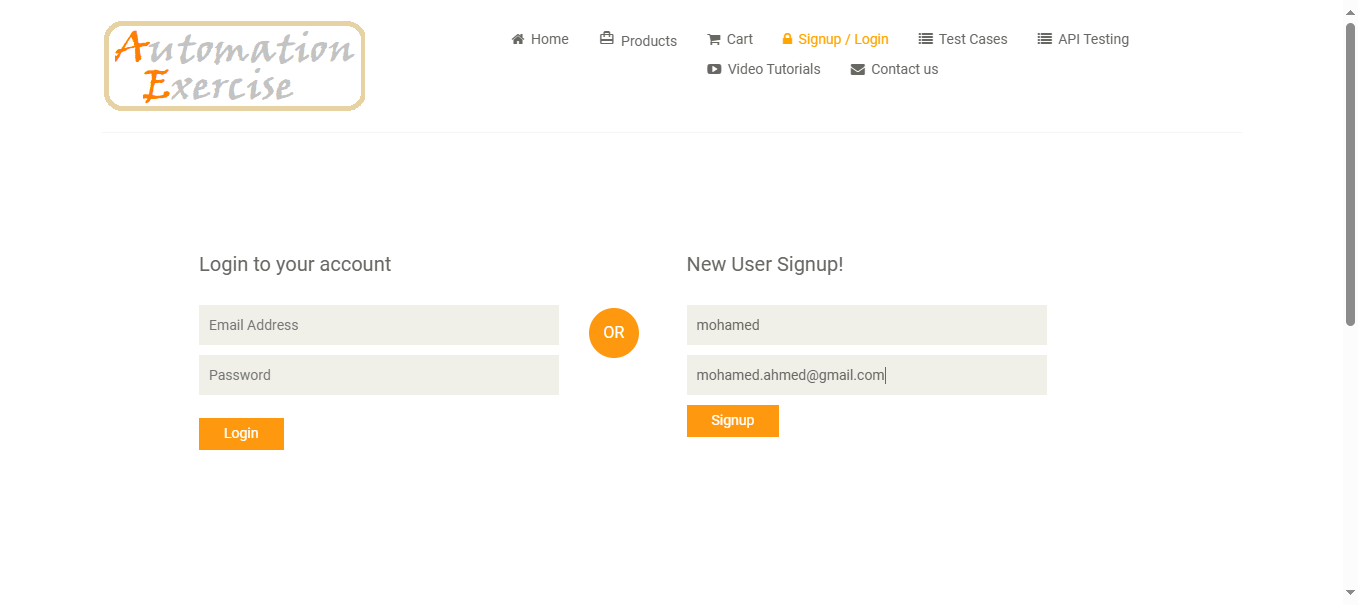 Automation
Exercise
Home Products Cart Signup / Login Test Cases API Testing
Video Tutorials Contact us
Login to your account
Email Address
Password
Login
OR
New User Signup!
mohamed
mohamed.ahmed@gmail.com
Signup